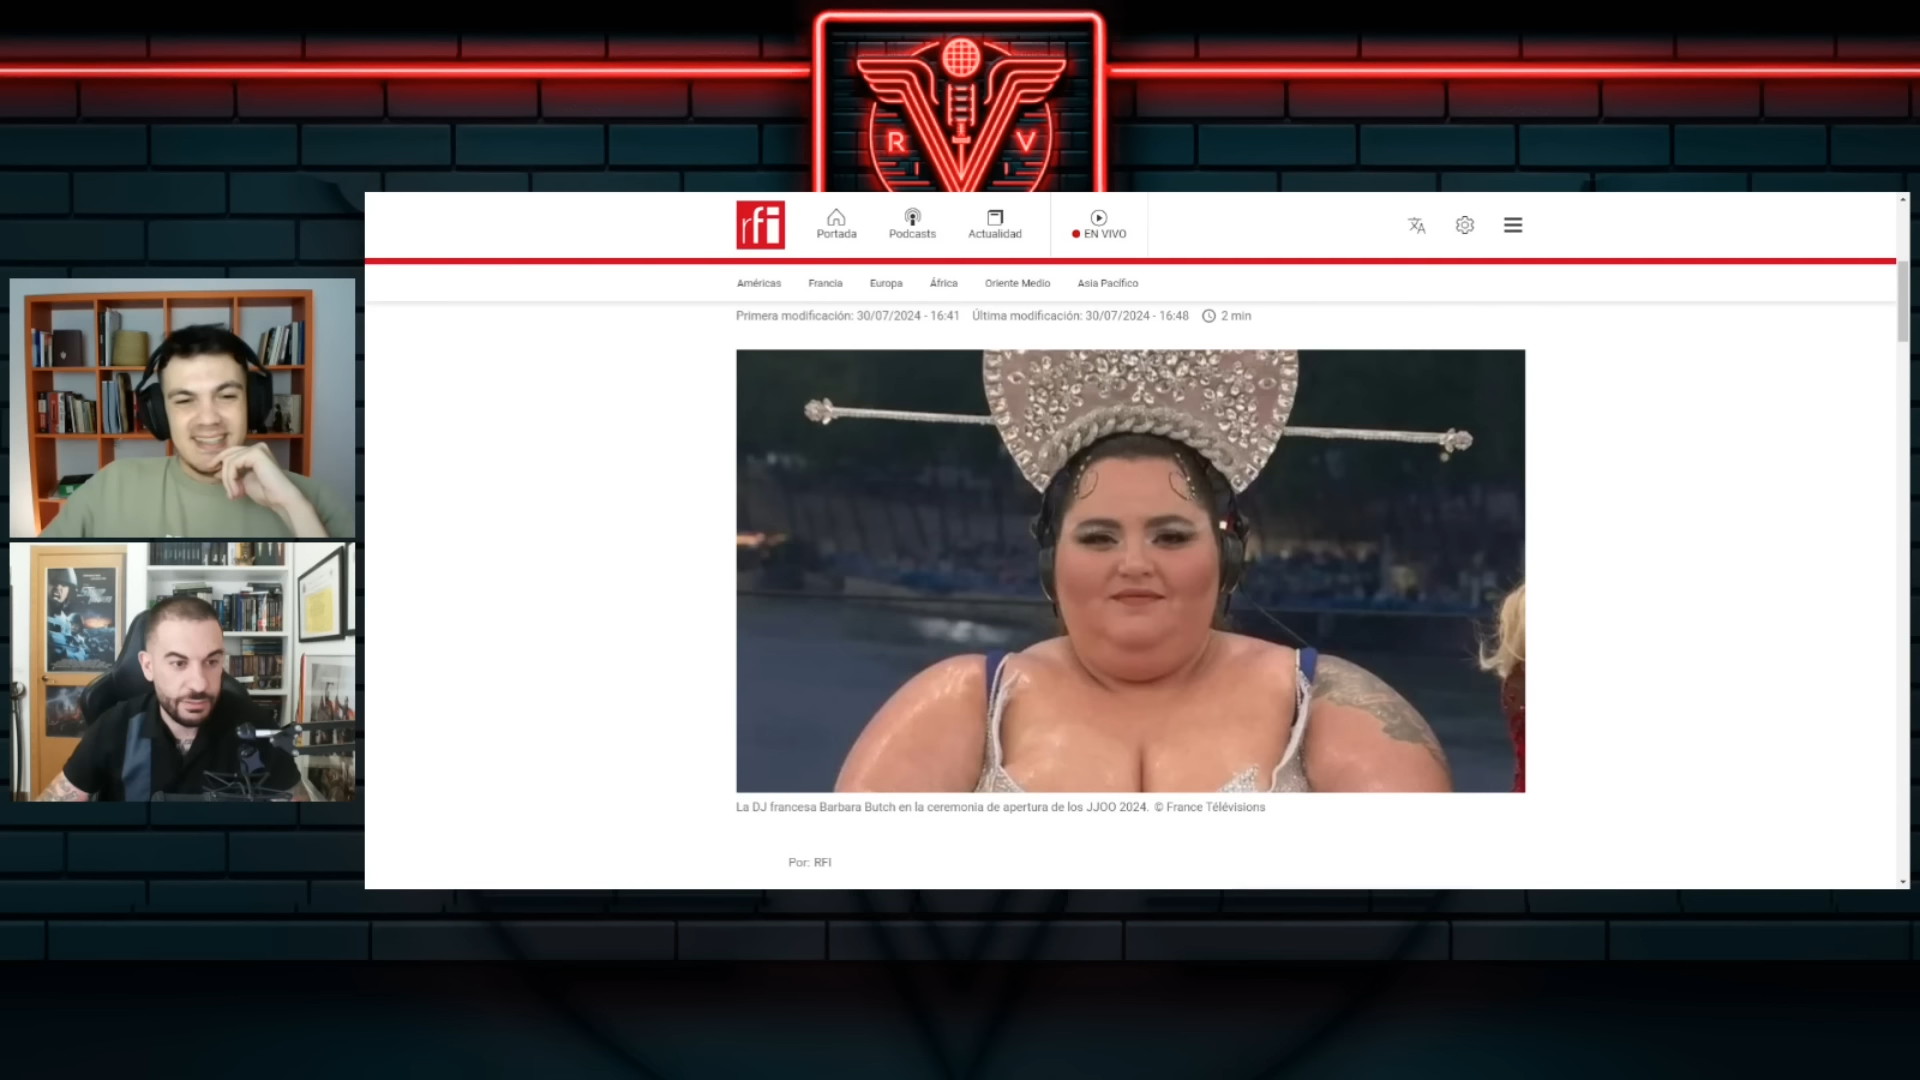 R V
rfi
Portada
Podcasts
Actualidad
EN VIVO
Américas
Francia
Europa
África
Oriente Medio
Asia Pacífico
Primera modificación: 30/07/2024 - 16:41 Última modificación: 30/07/2024 - 16:48 2 min
La DJ francesa Barbara Butch en la ceremonia de apertura de los JJOO 2024. © France Télévisions
Por: RFI